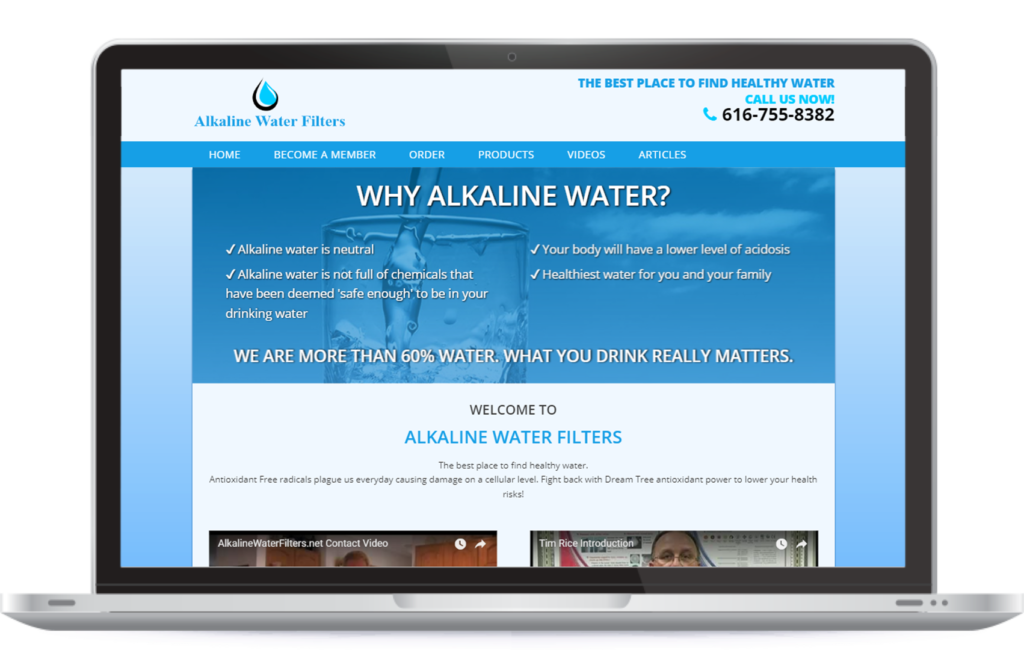 Alkaline Water Filters
THE BEST PLACE TO FIND HEALTHY WATER
CALL US NOW!
616-755-8382
HOME BECOME A MEMBER ORDER PRODUCTS VIDEOS ARTICLES
WHY ALKALINE WATER?
✓ Alkaline water is neutral
✓ Alkaline water is not full of chemicals that
have been deemed 'safe enough' to be in your
drinking water
✓ Your body will have a lower level of acidosis
✓ Healthiest water for you and your family
WE ARE MORE THAN 60% WATER. WHAT YOU DRINK REALLY MATTERS.
WELCOME TO
ALKALINE WATER FILTERS
The best place to find healthy water.
Antioxidant Free radicals plague us everyday causing damage on a cellular level. Fight back with Dream Tree antioxidant power to lower your health
risks!
AlkalineWaterFilters.net Contact Video
Tim Rice Introduction